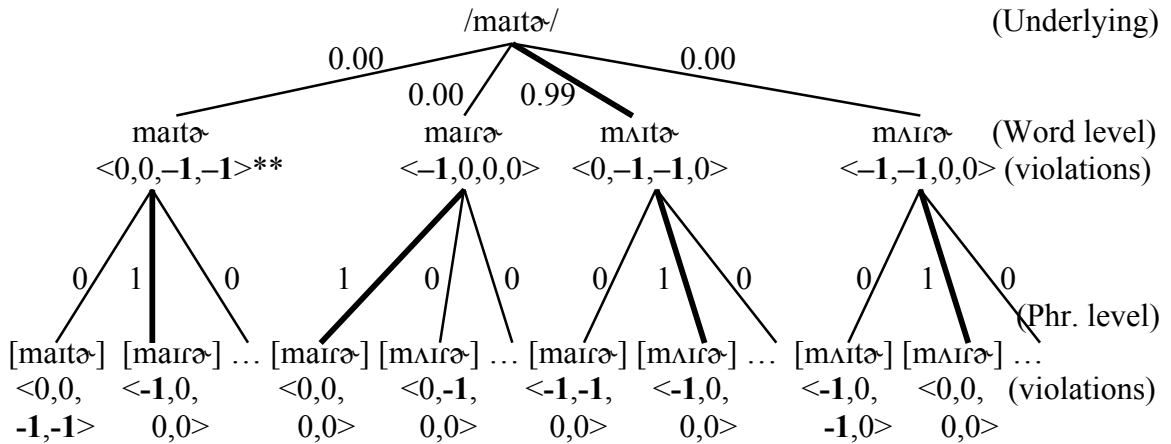 /maɪtɚ/ (Underlying)
0.00 0.00 0.99 0.00
maɪtɚ maɪɾɚ mʌɪtɚ mʌɪɾɚ (Word level)
<0,0,–1,–1>** <–1,0,0,0> <0,–1,–1,0> <–1,–1,0,0> (violations)
0 1 0 1 0 0 0 1 0 0 1 0
(Phr. level)
[maɪtɚ] [maɪɾɚ] … [maɪɾɚ] [mʌɪɾɚ] … [maɪɾɚ] [mʌɪɾɚ] … [mʌɪtɚ] [mʌɪɾɚ] …
<0,0, <-1,0, <0,0, <0,-1, <-1,-1, <-1,0, <-1,0, <0,0, (violations)
-1,-1> 0,0> 0,0> 0,0> 0,0> 0,0> -1,0> 0,0>